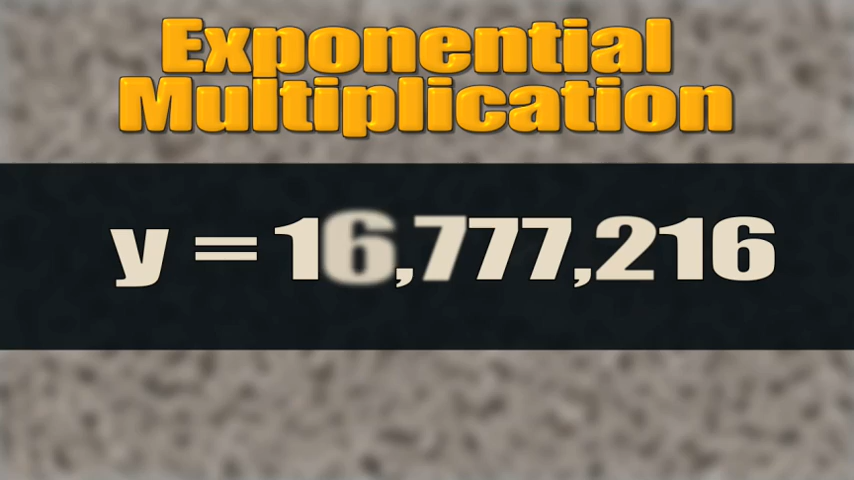 Exponential
Multiplication
y = 16,777,216